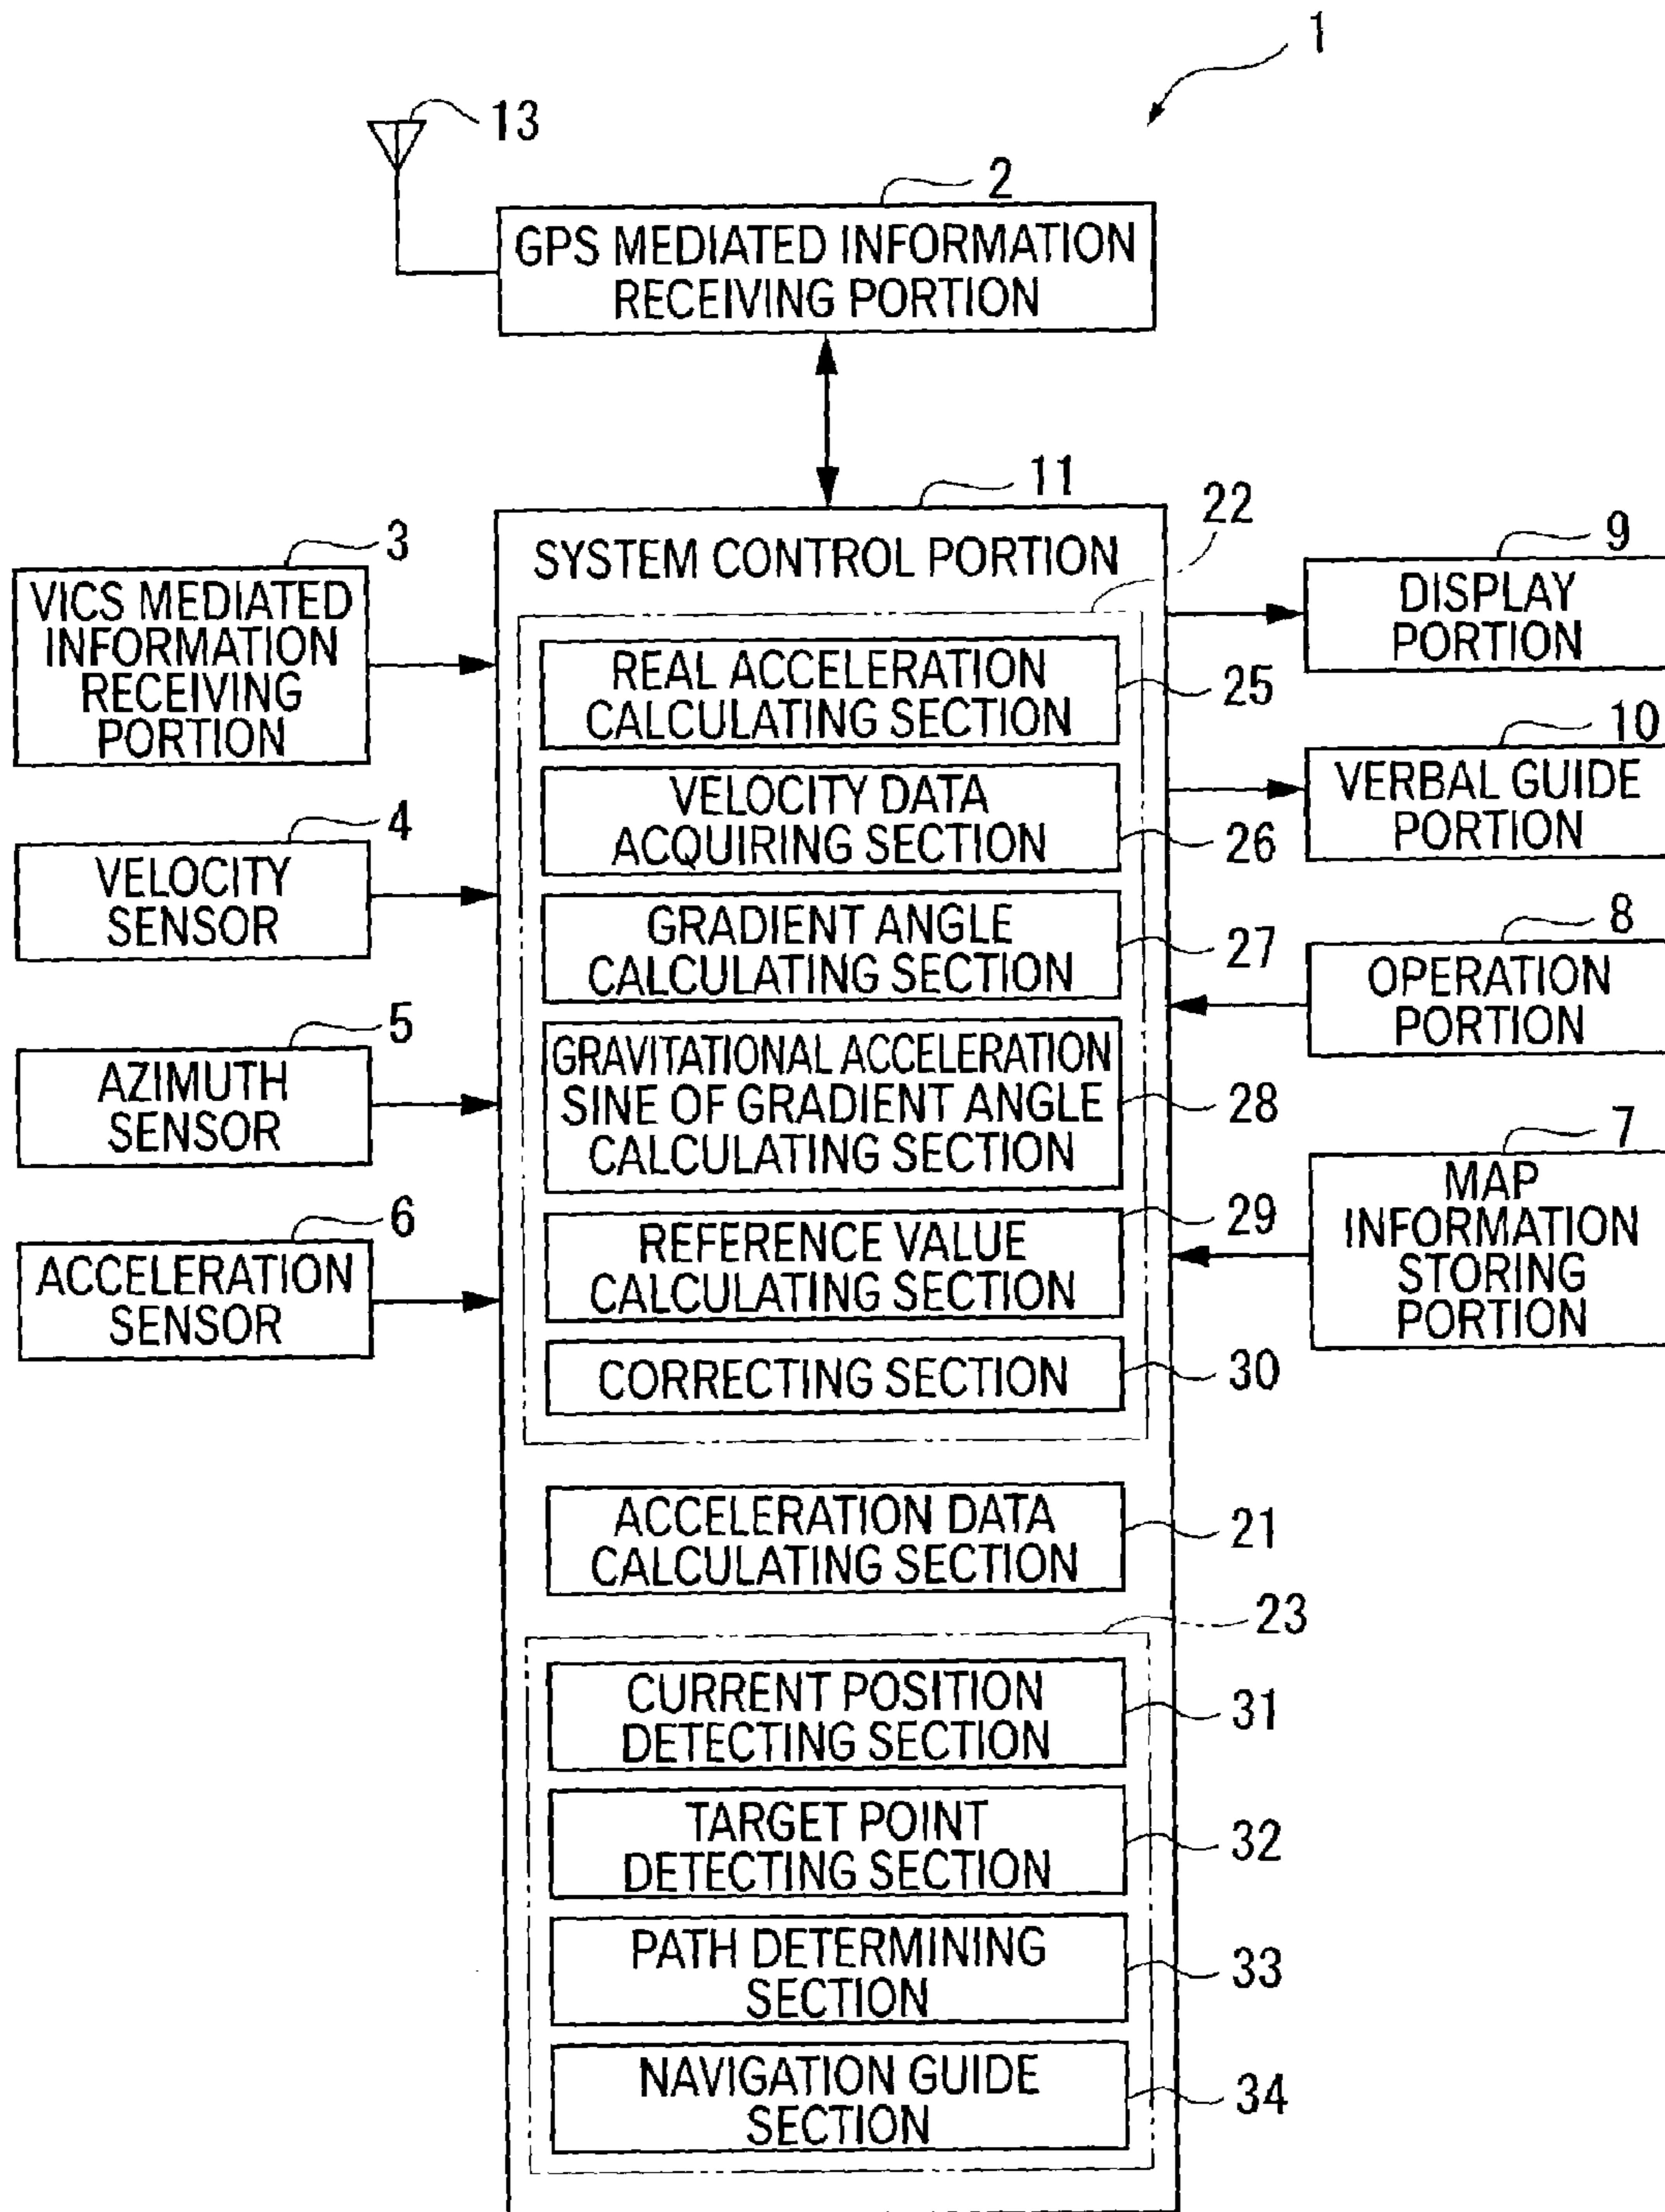 1
13
2
GPS MEDIATED INFORMATION
RECEIVING PORTION
11
SYSTEM CONTROL PORTION
22
3
VICS MEDIATED
INFORMATION
RECEIVING
PORTION
4
VELOCITY
SENSOR
5
AZIMUTH
SENSOR
6
ACCELERATION
SENSOR
REAL ACCELERATION
CALCULATING SECTION
25
VELOCITY DATA
ACQUIRING SECTION
26
GRADIENT ANGLE
CALCULATING SECTION
27
GRAVITATIONAL ACCELERATION
SINE OF GRADIENT ANGLE
CALCULATING SECTION
28
REFERENCE VALUE
CALCULATING SECTION
29
CORRECTING SECTION
30
ACCELERATION DATA
CALCULATING SECTION
21
23
CURRENT POSITION
DETECTING SECTION
31
TARGET POINT
DETECTING SECTION
32
PATH DETERMINING
SECTION
33
NAVIGATION GUIDE
SECTION
34
9
DISPLAY
PORTION
10
VERBAL GUIDE
PORTION
8
OPERATION
PORTION
7
MAP
INFORMATION
STORING
PORTION